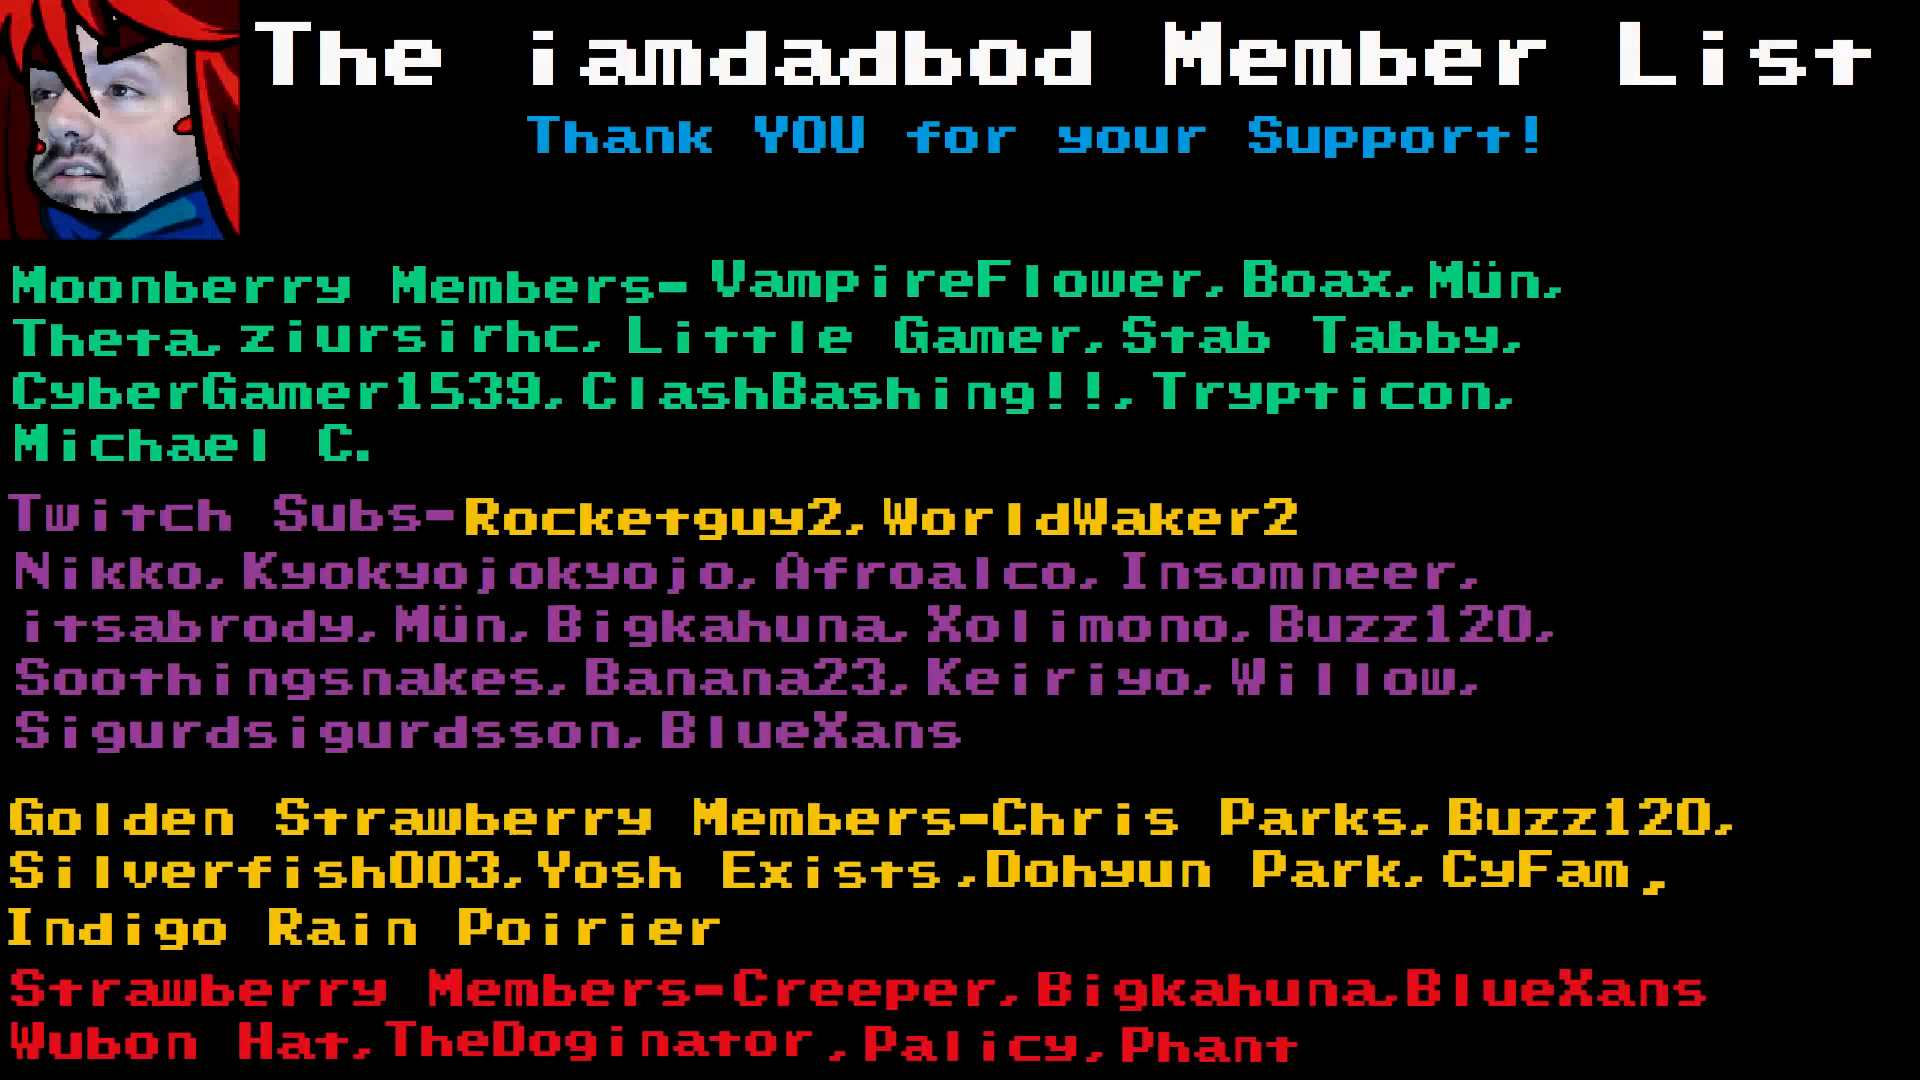 The iamdadbod Member List
Thank YOU for your Support!
Moonberry Members- VampireFlower, Boax, Mün,
Theta, ziursirhc, Little Gamer, Stab Tabby,
CyberGamer1539, ClashBashing!!, Trypticon,
Michael C.
Twitch Subs-Rocketguy2, WorldWaker2
Nikko, Kyokyojokyojo, Afroalco, Insomneer,
itsabrody, Mün, Bigkahuna, Xolimono, Buzz120,
Soothingsnakes, Banana23, Keiriyo, Willow,
Sigurdsigurdsson, BlueXans
Golden Strawberry Members-Chris Parks, Buzz120,
Silverfish003, Yosh Exists, Dohyun Park, CyFam,
Indigo Rain Poirier
Strawberry Members-Creeper, Bigkahuna, BlueXans
Wubon Hat, TheDoginator, Palicy, Phant